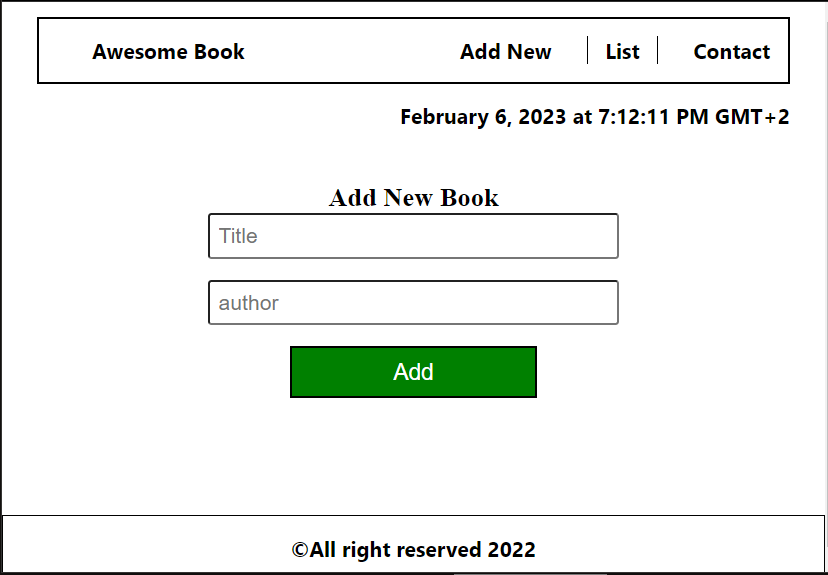 Awesome Book Add New List Contact
February 6, 2023 at 7:12:11 PM GMT+2
Add New Book
Title
author
Add
©All right reserved 2022